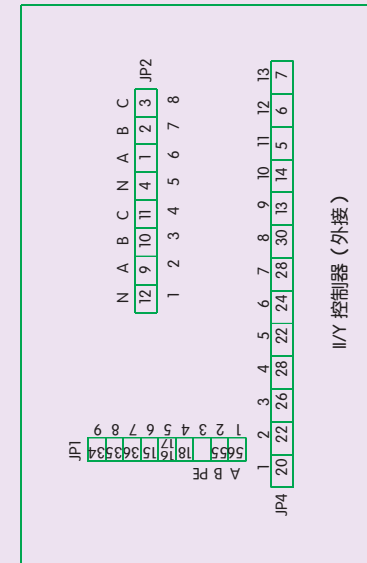 N A B C N A B C
12 9 10 11 4 1 2 3 JP2
1 2 3 4 5 6 7 8
JP1
A B PE
56 55 18 16 17 15 36 35 34
1 2 3 4 5 6 7 8 9
1 2 3 4 5 6 7 8 9 10 11 12 13
JP4 20 22 26 28 22 24 28 30 13 14 5 6 7
II/Y 控制器（外接）